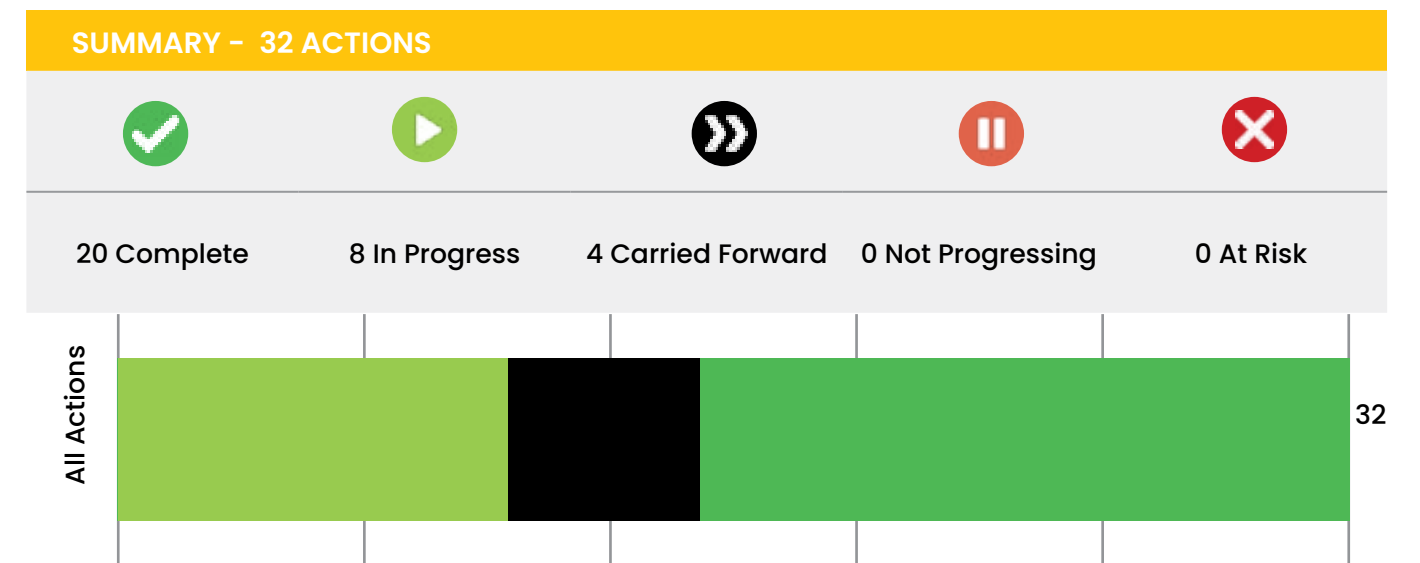 SUMMARY - 32 ACTIONS
20 Complete
8 In Progress
4 Carried Forward
0 Not Progressing
0 At Risk
All Actions
32